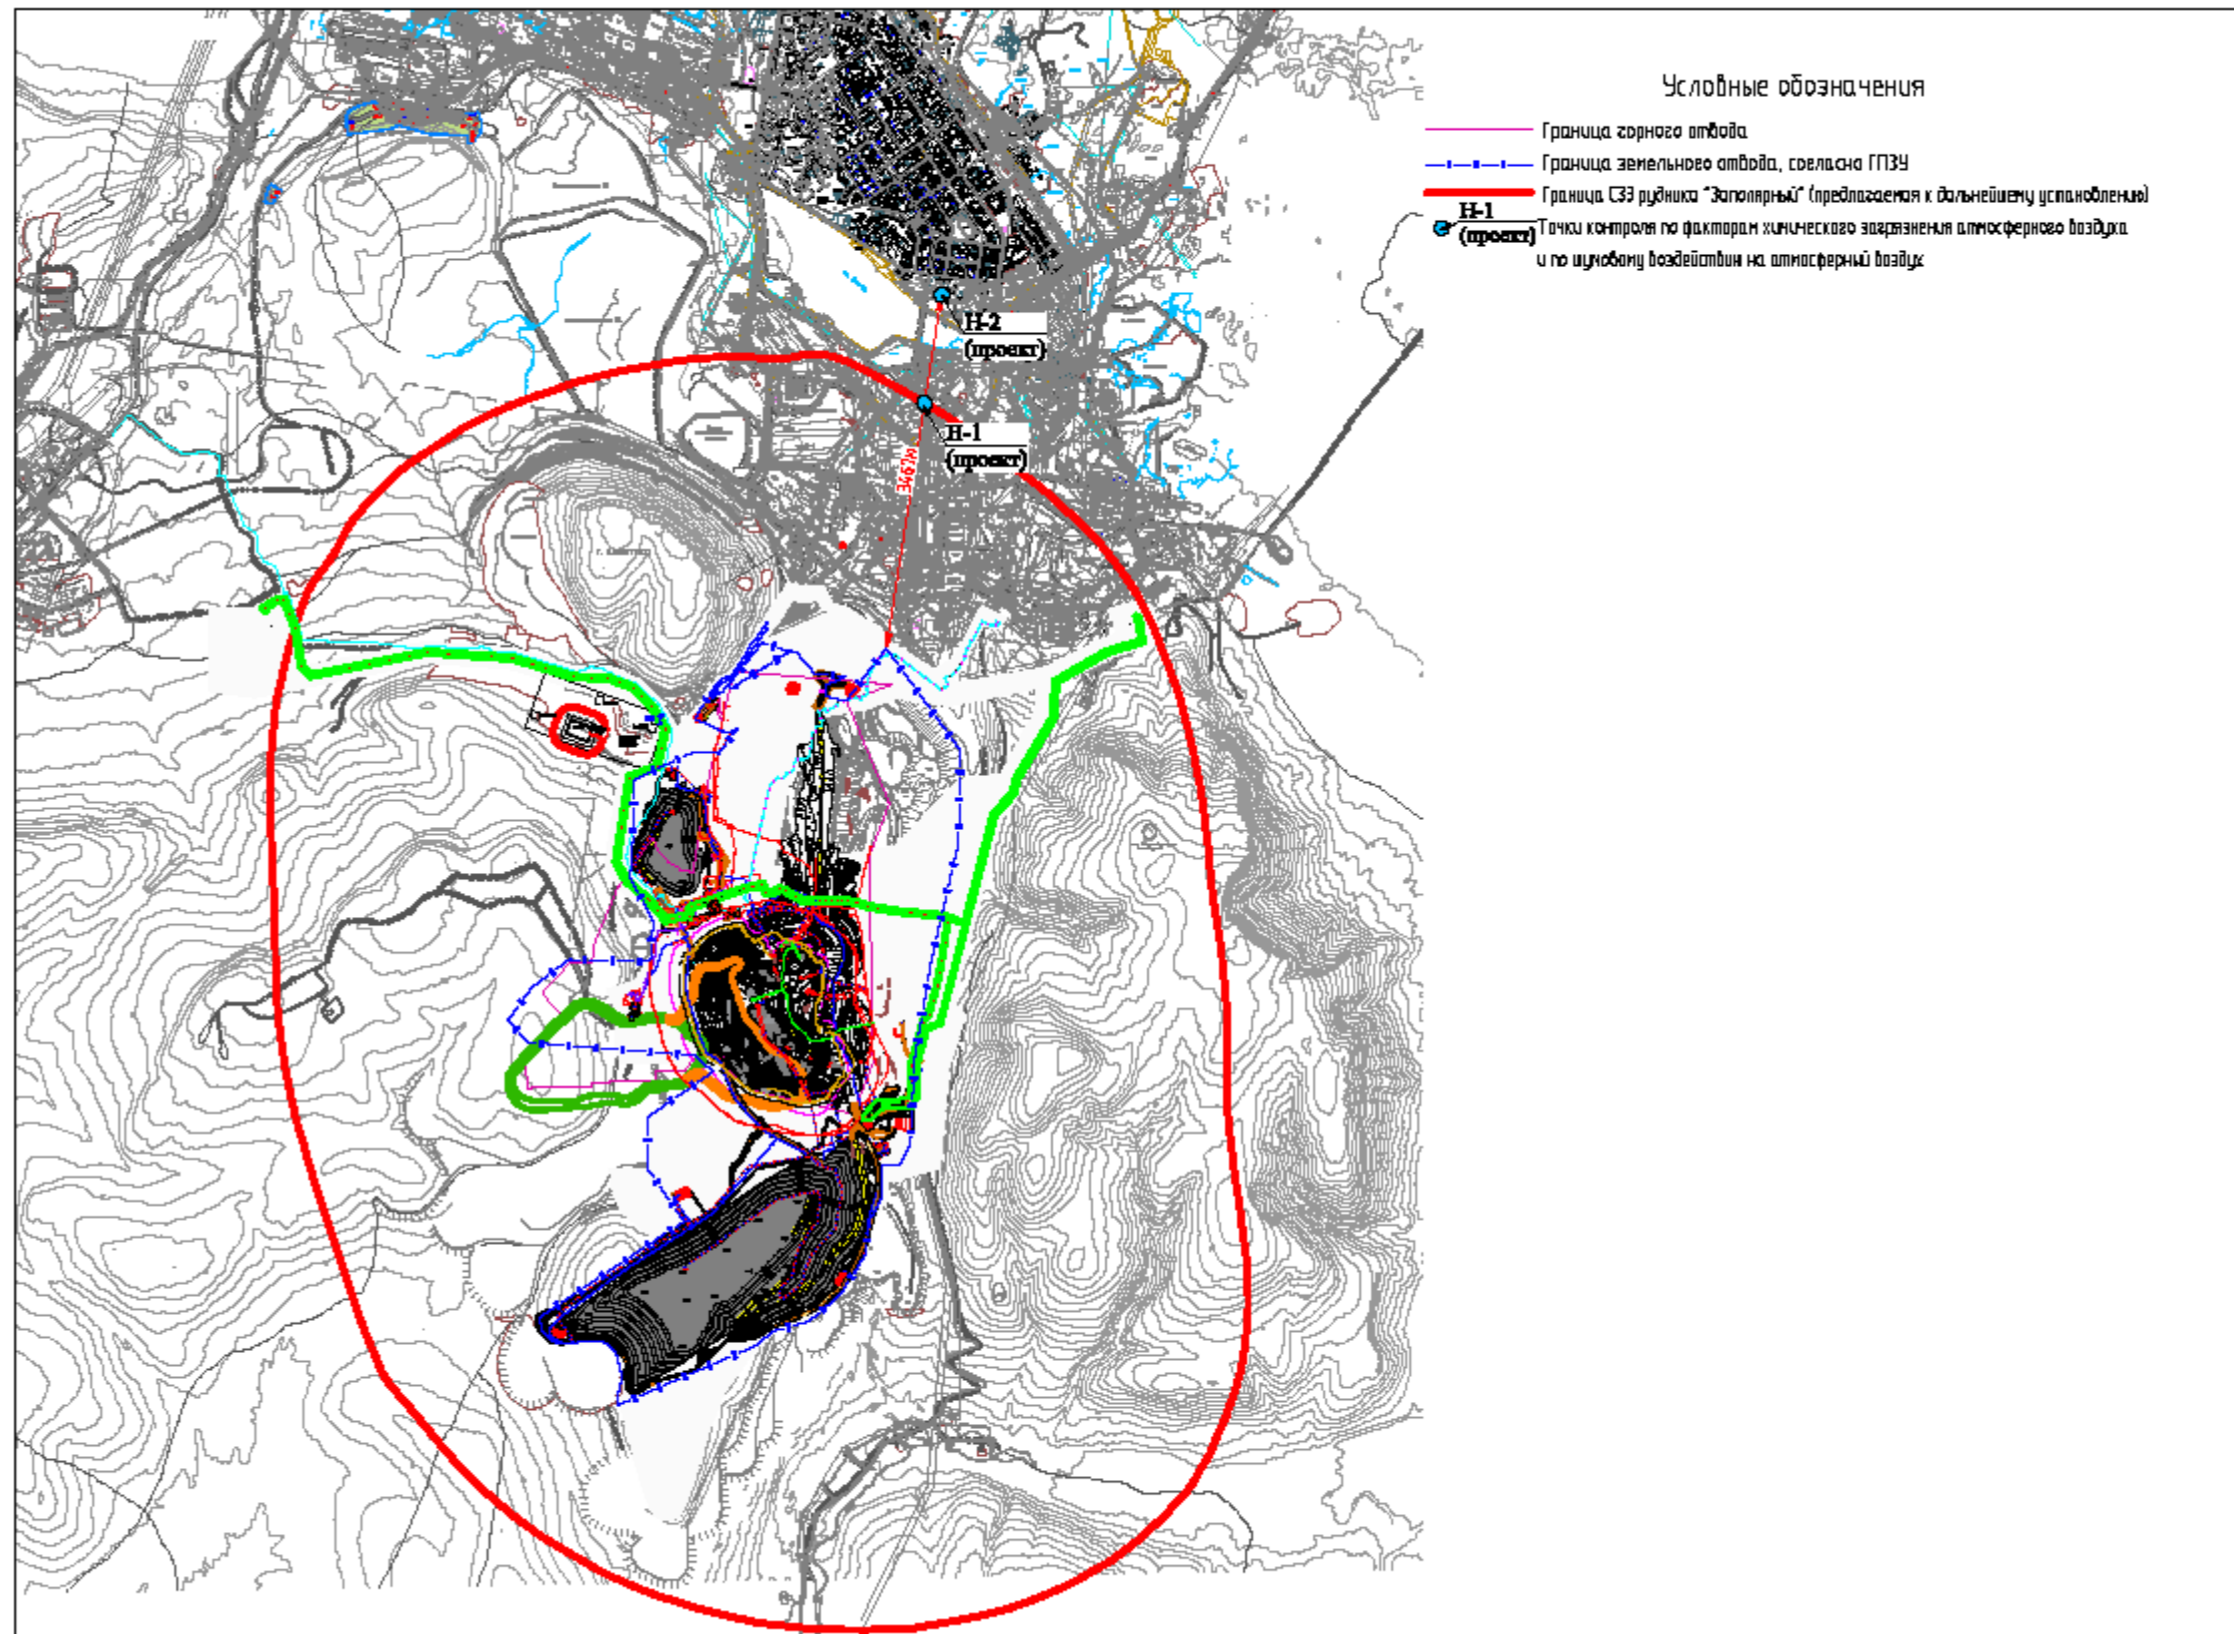 Условные обозначения
Граница горного отвода
Граница земельного отвода, согласно ГПЗУ
Граница СЗЗ рудника "Заполярный" (предлагаемая к дальнейшему установлению)
Н-1
(проект)
Точки контроля по факторам химического загрязнения атмосферного воздуха
и по шумовому воздействию на атмосферный воздух
Н-2
(проект)
Н-1
(проект)